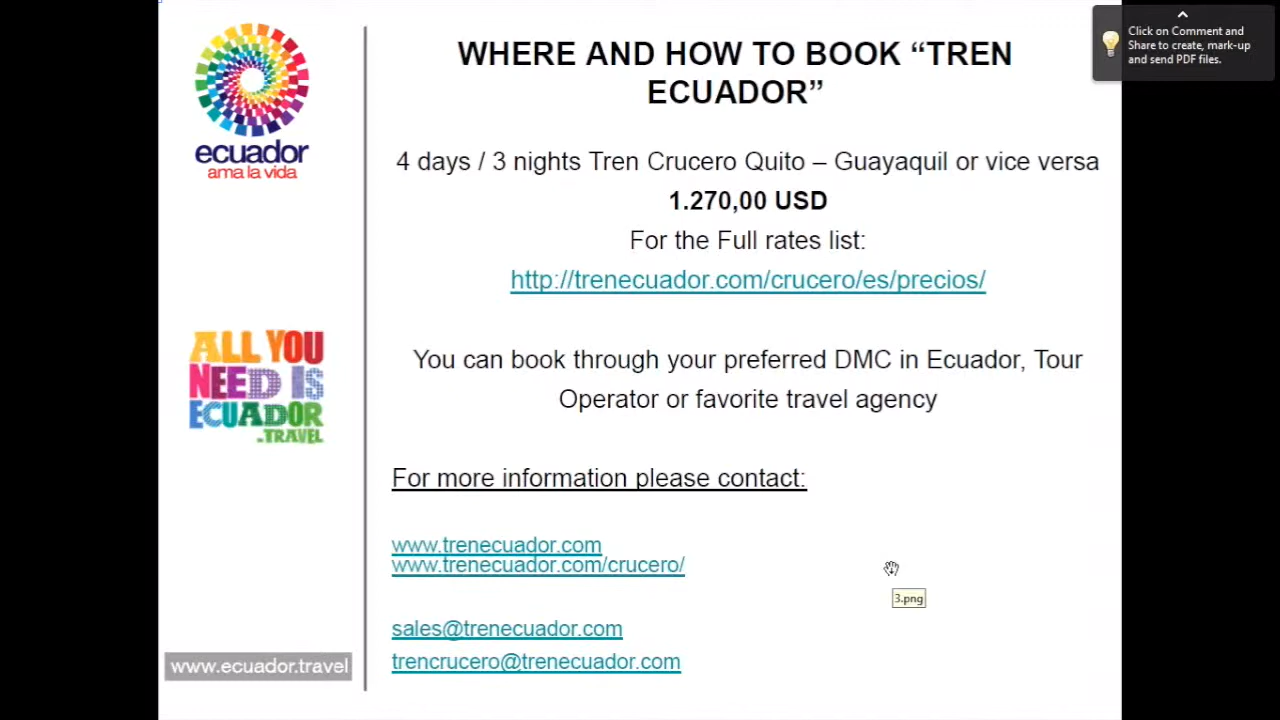 WHERE AND HOW TO BOOK “TREN
ECUADOR”
4 days / 3 nights Tren Crucero Quito – Guayaquil or vice versa
1.270,00 USD
For the Full rates list:
http://trenecuador.com/crucero/es/precios/
You can book through your preferred DMC in Ecuador, Tour
Operator or favorite travel agency
For more information please contact:
www.trenecuador.com
www.trenecuador.com/crucero/
sales@trenecuador.com
trencrucero@trenecuador.com
ecuador
ama la vida
ALL YOU
NEED IS
ECUADOR
.TRAVEL
www.ecuador.travel
Click on Comment and
Share to create, mark-up
and send PDF files.
3.png